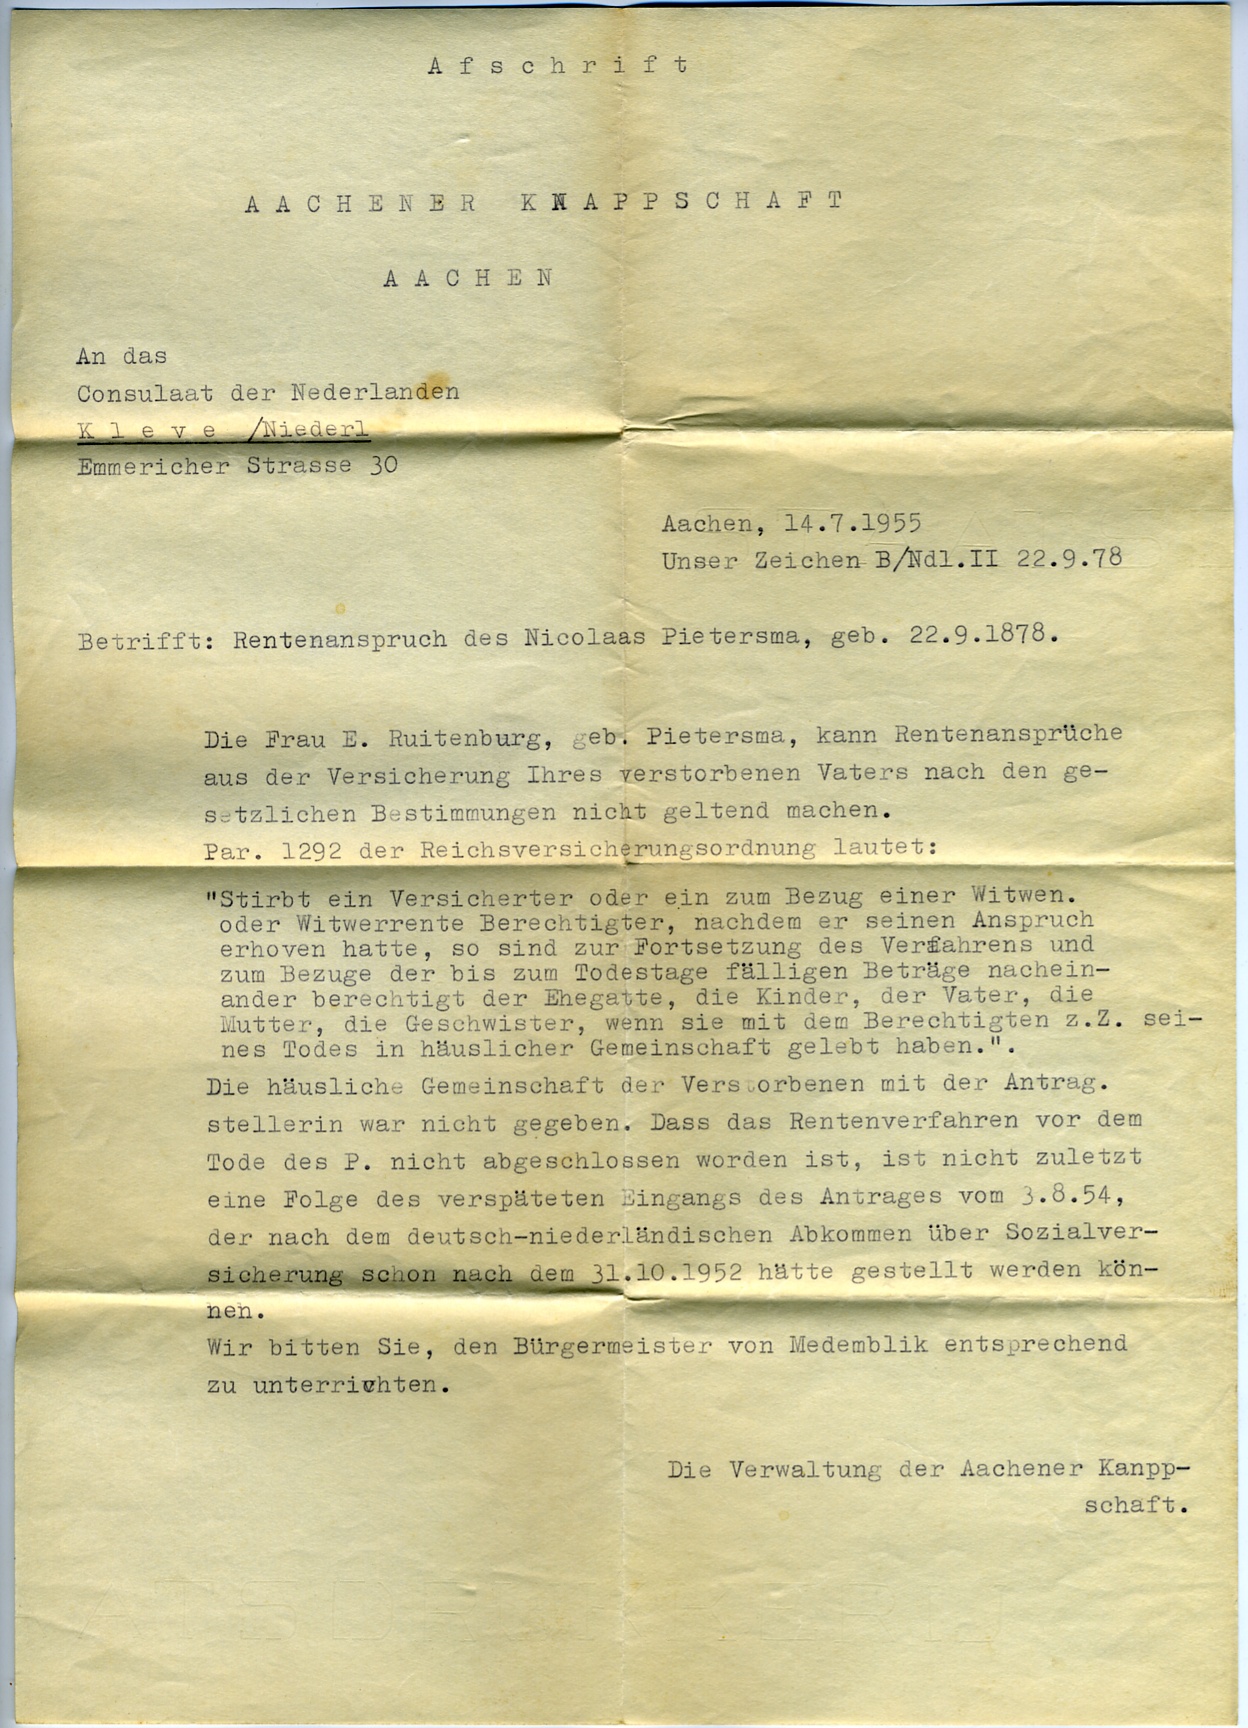 Afschrift
AACHENER KNAPPSCHAFT
AACHEN
An das
Consulaat der Nederlanden
Kleve /Niederl
Emmericher Strasse 30
Aachen, 14.7.1955
Unser Zeichen B/Ndl.II 22.9.78
Betrifft: Rentenanspruch des Nicolaas Pietersma, geb. 22.9.1878.
Die Frau E. Ruitenburg, geb. Pietersma, kann Rentenansprüche
aus der Versicherung Ihres verstorbenen Vaters nach den ge-
setzlichen Bestimmungen nicht geltend machen.
Par. 1292 der Reichsversicherungsordnung lautet:
"Stirbt ein Versicherter oder ein zum Bezug einer Witwen.
oder Witwerrente Berechtigter, nachdem er seinen Anspruch
erhoven hatte, so sind zur Fortsetzung des Verfahrens und
zum Bezuge der bis zum Todestage fälligen Beträge nachein-
ander berechtigt der Ehegatte, die Kinder, der Vater, die
Mutter, die Geschwister, wenn sie mit dem Berechtigten z.Z. sei-
nes Todes in häuslicher Gemeinschaft gelebt haben.".
Die häusliche Gemeinschaft der Verstorbenen mit der Antrag.
stellerin war nicht gegeben. Dass das Rentenverfahren vor dem
Tode des P. nicht abgeschlossen worden ist, ist nicht zuletzt
eine Folge des verspäteten Eingangs des Antrages vom 3.8.54,
der nach dem deutsch-niederländischen Abkommen über Sozialver-
sicherung schon nach dem 31.10.1952 hätte gestellt werden kön-
nen.
Wir bitten Sie, den Bürgermeister von Medemblik entsprechend
zu unterrichten.
Die Verwaltung der Aachener Kanpp-
schaft.